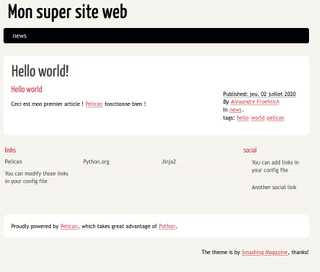 Mon super site web
news
Hello world!
Hello world
Published: jeu. 02 juillet 2020
By Alexandre Froehlich
In news.
tags: hello world pelican
Ceci est mon premier article ! Pelican fonctionne bien !
links
Pelican
Python.org
Jinja2
You can modify those links
in your config file
social
You can add links in
your config file
Another social link
Proudly powered by Pelican, which takes great advantage of Python.
The theme is by Smashing Magazine, thanks!